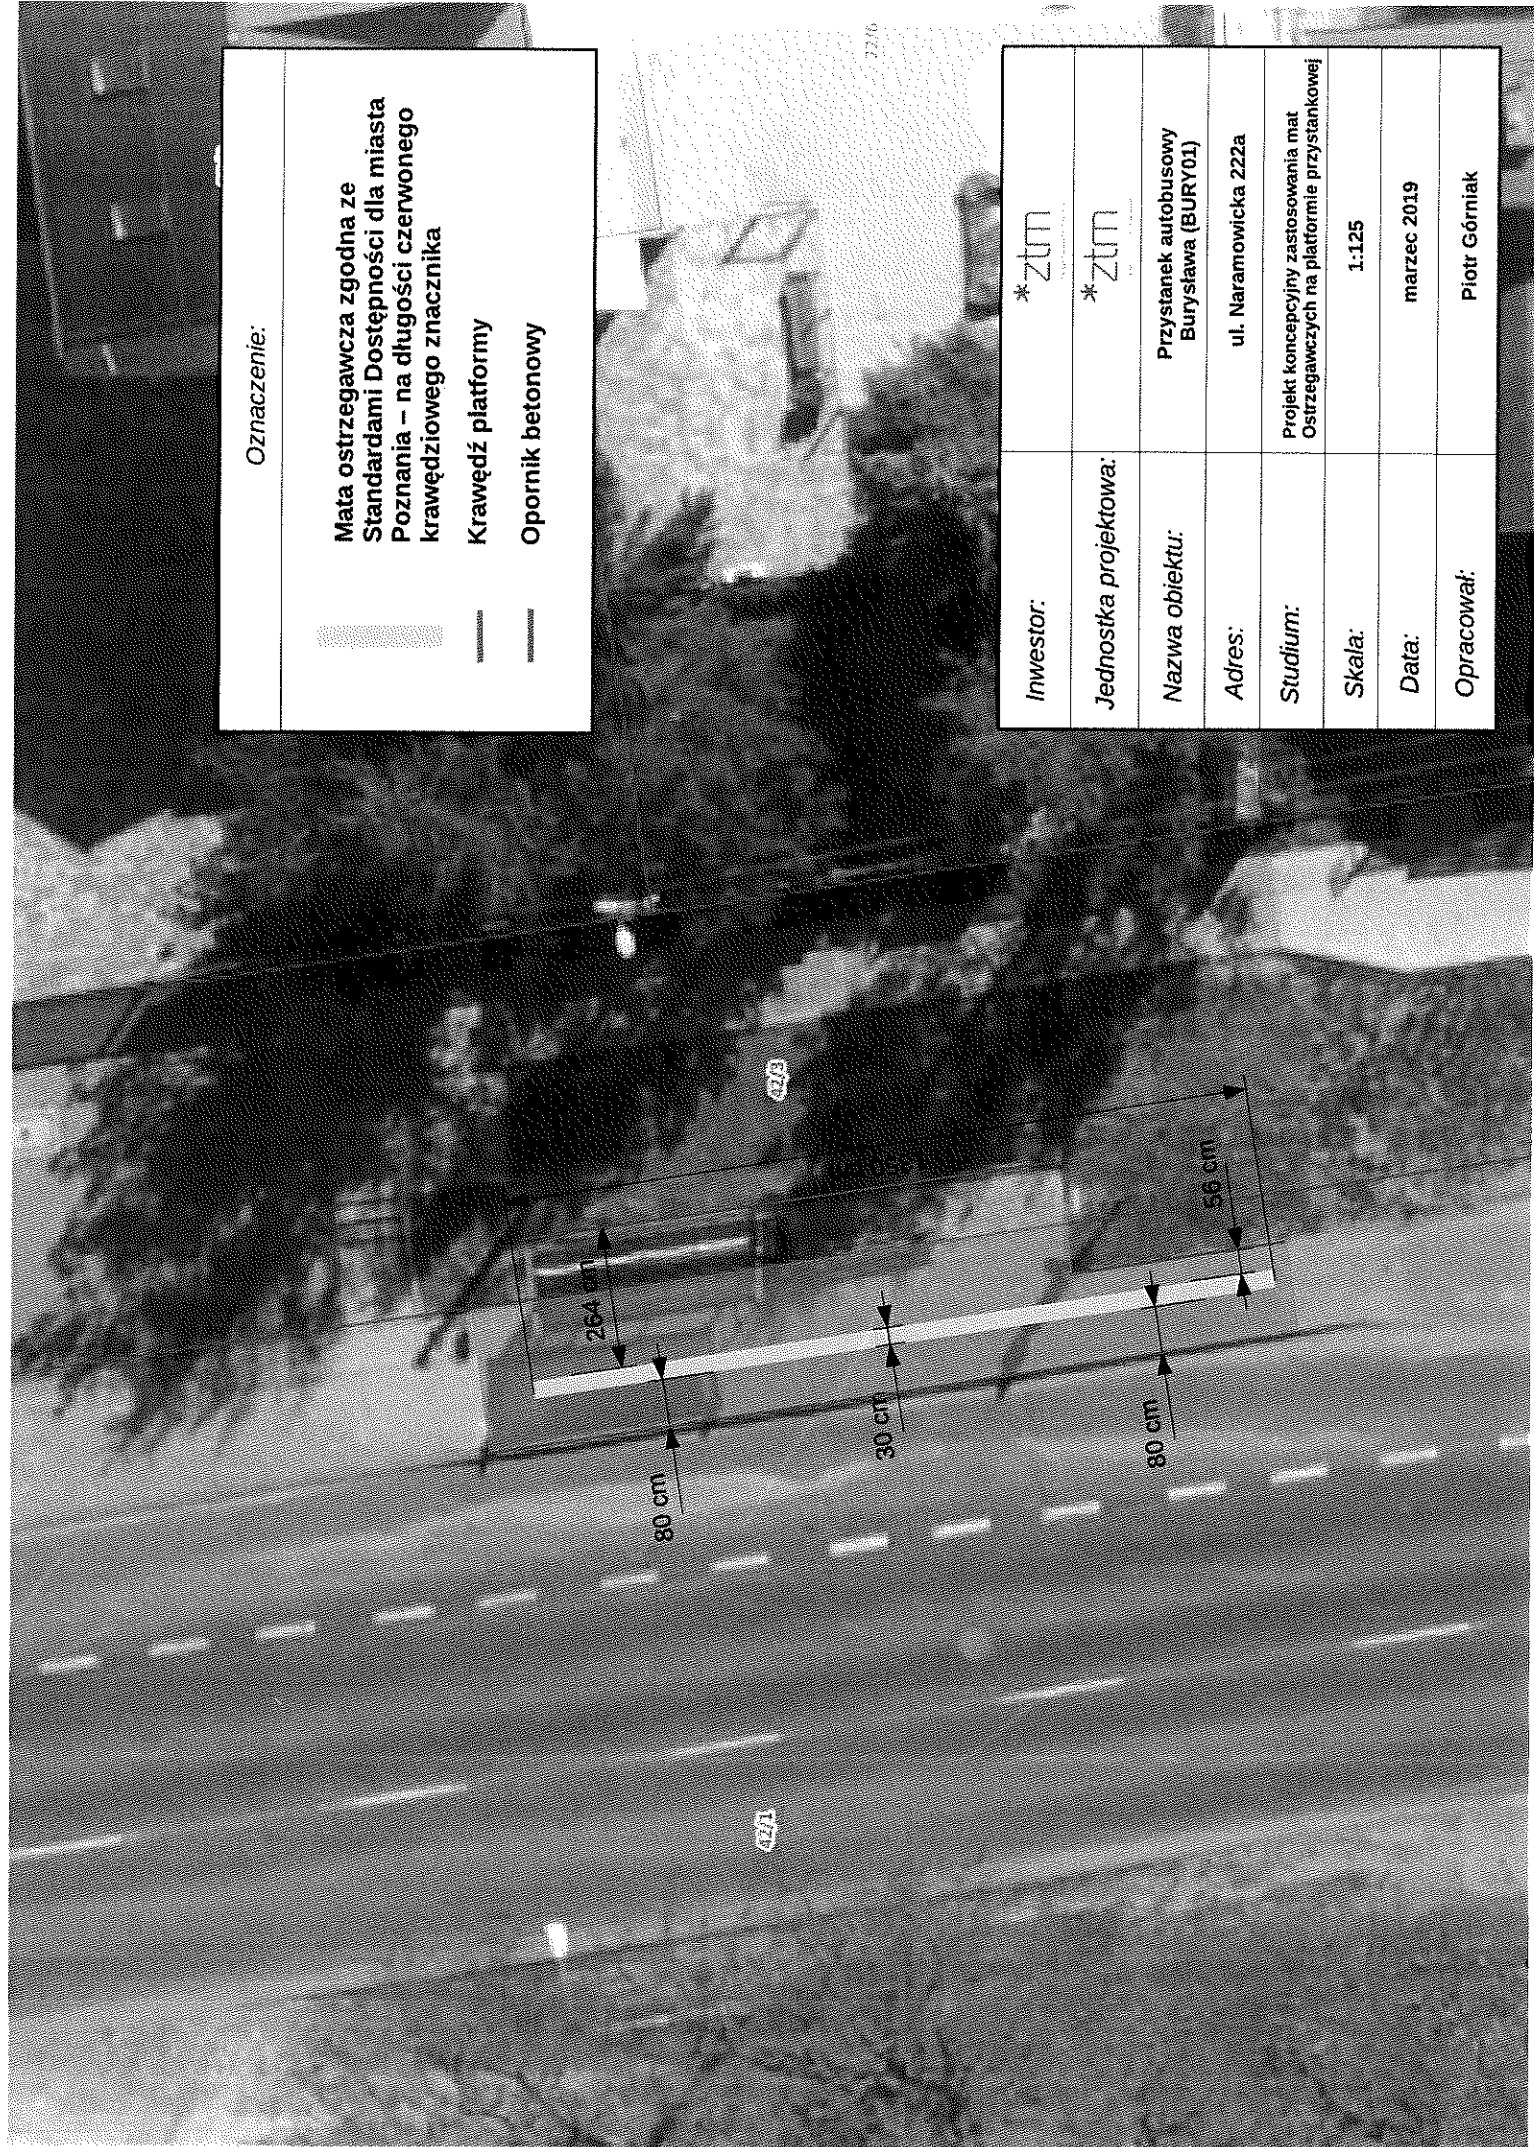 Oznaczenie:
Mata ostrzegawcza zgodna ze
Standardami Dostępności dla miasta
Poznania – na długości czerwonego
krawędziowego znacznika
Krawędź platformy
Opornik betonowy
Inwestor:
*ztm
Jednostka projektowa:
*ztm
Nazwa obiektu:
Przystanek autobusowy
Burysława (BURY01)
Adres:
ul. Naramowicka 222a
Studium:
Projekt koncepcyjny zastosowania mat
Ostrzegawczych na platformie przystankowej
Skala:
1:125
Data:
marzec 2019
Opracował:
Piotr Górniak
42/3
264 cm
56 cm
80 cm
30 cm
80 cm
42/1